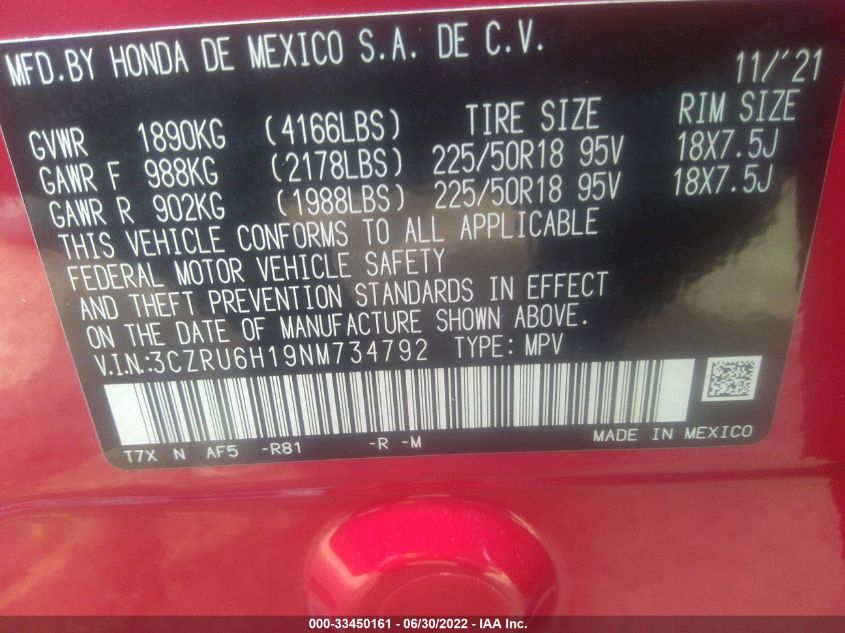 MFD.BY HONDA DE MEXICO S.A. DE C.V.
11/'21
GVWR 1890KG (4166LBS) TIRE SIZE RIM SIZE
GAWR F 988KG (2178LBS) 225/50R18 95V 18X7.5J
GAWR R 902KG (1988LBS) 225/50R18 95V 18X7.5J
THIS VEHICLE CONFORMS TO ALL APPLICABLE
FEDERAL MOTOR VEHICLE SAFETY
AND THEFT PREVENTION STANDARDS IN EFFECT
ON THE DATE OF MANUFACTURE SHOWN ABOVE.
V.I.N.:3CZRU6H19NM734792 TYPE: MPV
T7X N AF5 -R81 -R -M MADE IN MEXICO
000-33450161 - 06/30/2022 - IAA Inc.